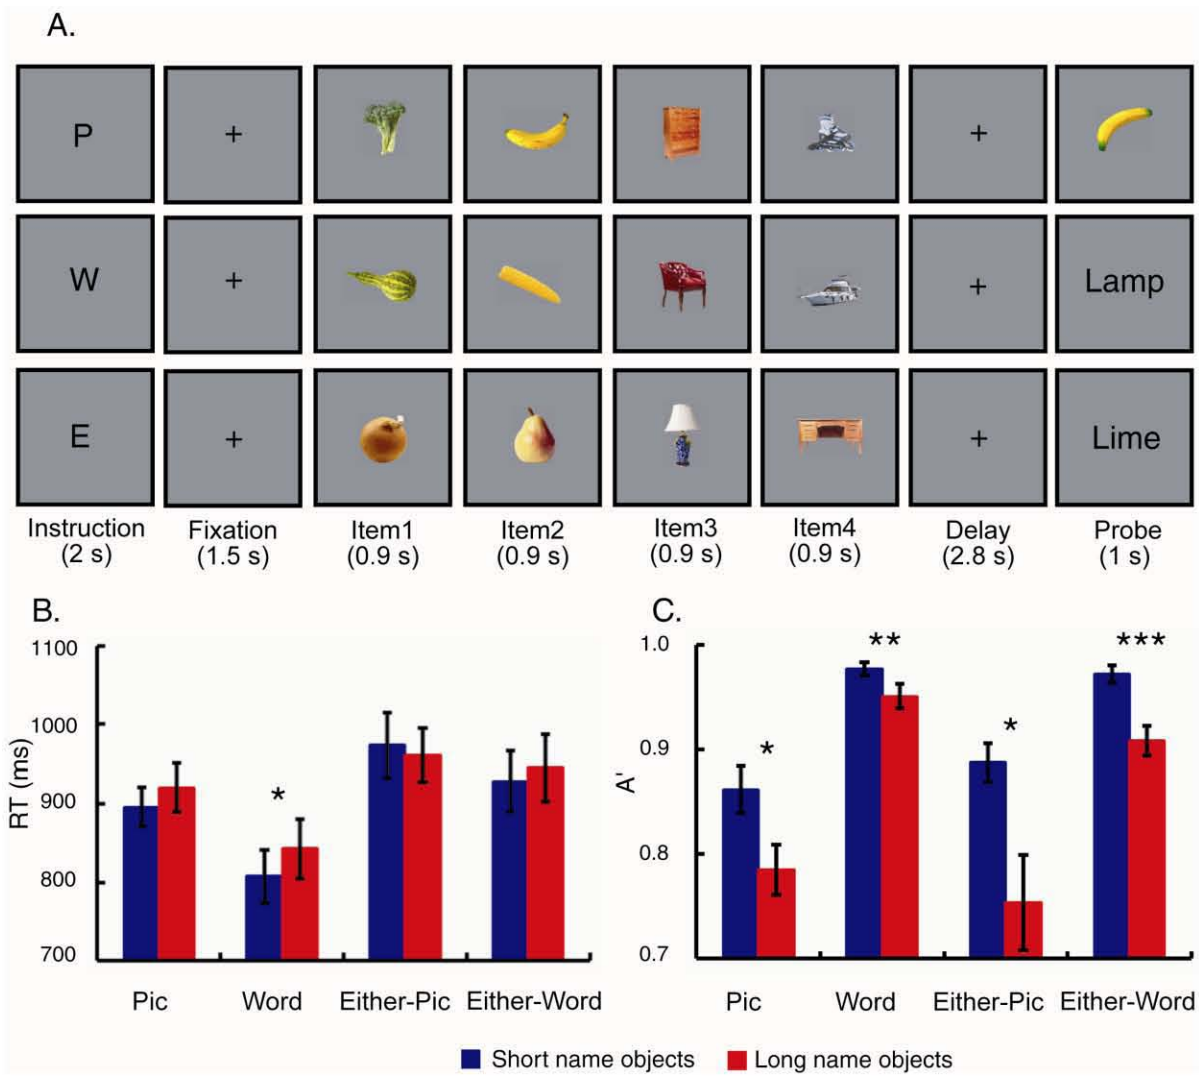 A.
P + + 
W + + Lamp
E + + Lime
Instruction Fixation Item1 Item2 Item3 Item4 Delay Probe
(2 s) (1.5 s) (0.9 s) (0.9 s) (0.9 s) (0.9 s) (2.8 s) (1 s)
B.
1100
1000
900
800
700
RT (ms)
*
Pic Word Either-Pic Either-Word
C.
1.0
0.9
0.8
0.7
A'
* ** * ***
Pic Word Either-Pic Either-Word
Short name objects Long name objects